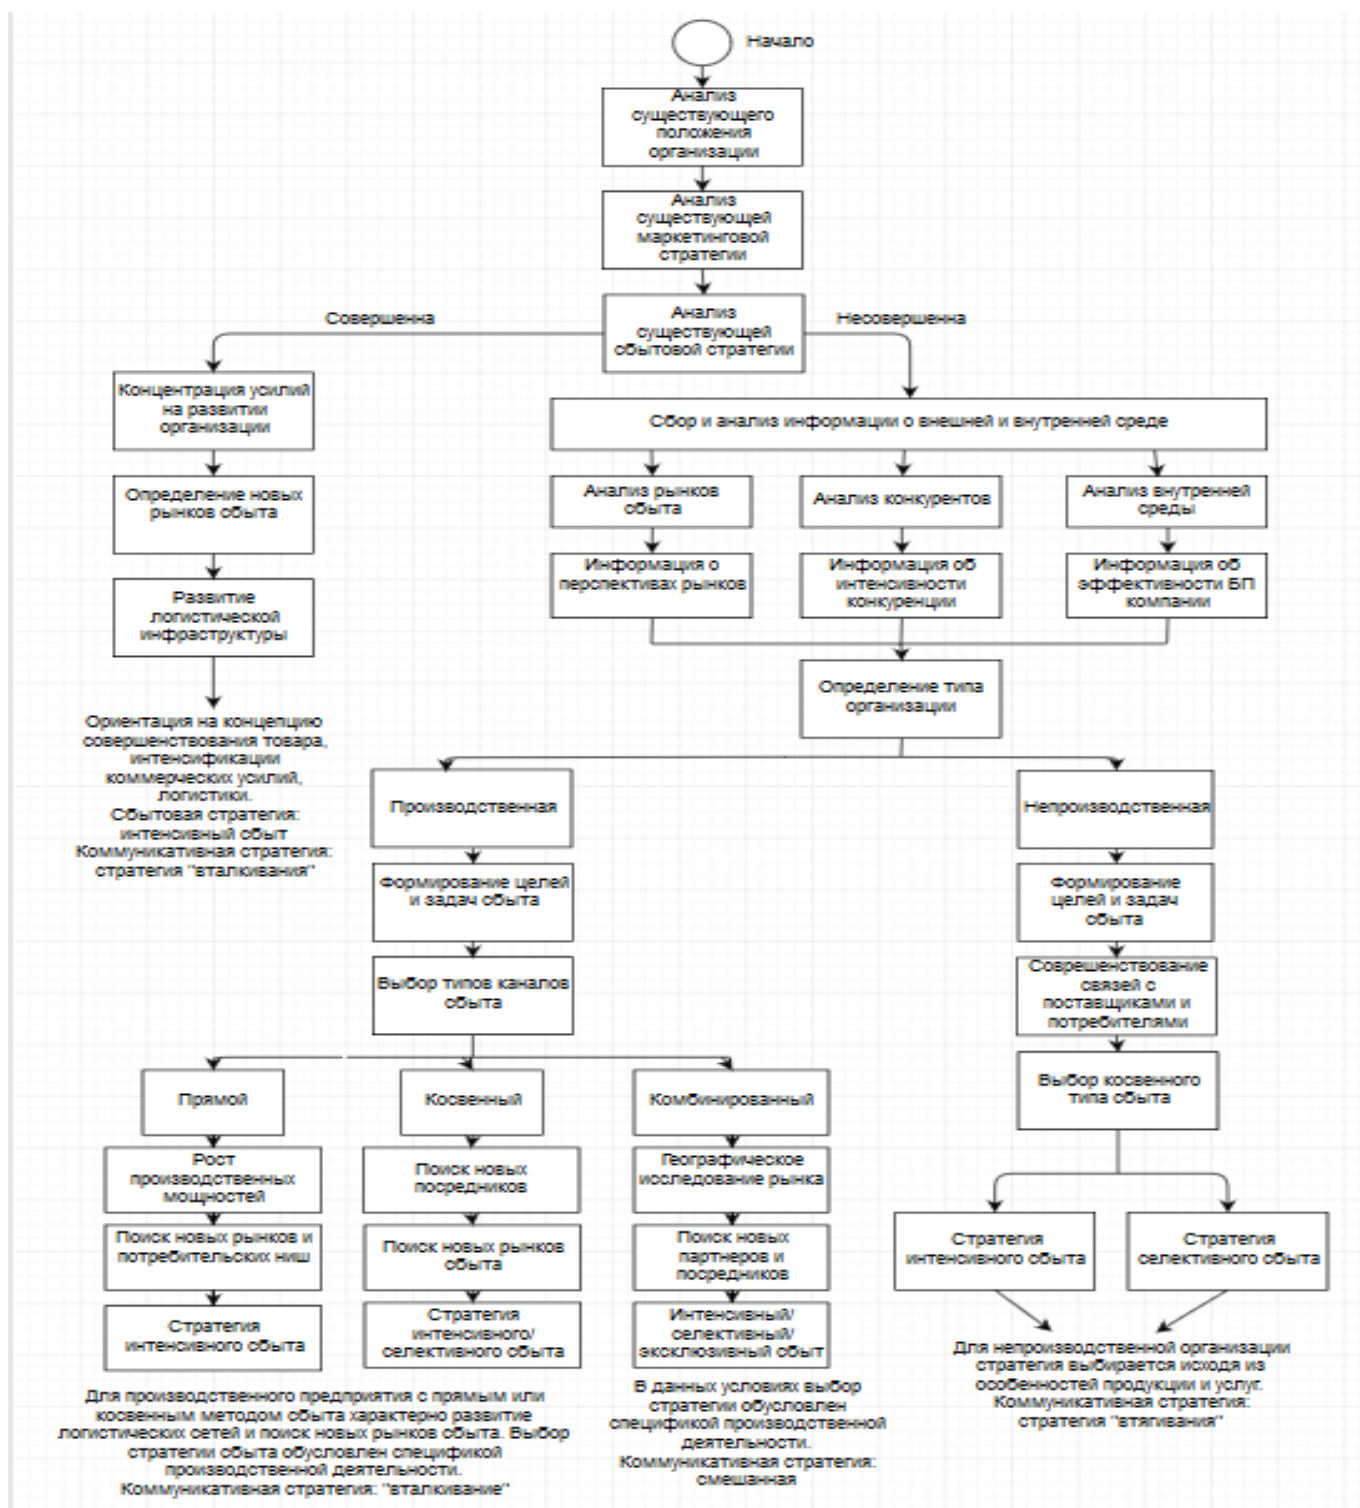 Начало
Анализ
существующего
положения
организации
Анализ
существующей
маркетинговой
стратегии
Анализ
существующей
сбытовой стратегии
Совершенна
Несовершенна
Концентрация усилий
на развитии
организации
Определение новых
рынков сбыта
Развитие
логистической
инфраструктуры
Ориентация на концепцию
совершенствования товара,
интенсификации
коммерческих усилий,
логистики.
Сбытовая стратегия:
интенсивный сбыт
Коммуникативная стратегия:
стратегия "вталкивания"
Сбор и анализ информации о внешней и внутренней среде
Анализ рынков
сбыта
Анализ конкурентов
Анализ внутренней
среды
Информация о
перспективах рынков
Информация об
интенсивности
конкуренции
Информация об
эффективности БП
компании
Определение типа
организации
Производственная
Непроизводственная
Формирование целей
и задач сбыта
Выбор типов каналов
сбыта
Формирование
целей и задач
сбыта
Соврешенствование
связей с
поставщиками и
потребителями
Выбор косвенного
типа сбыта
Прямой
Косвенный
Комбинированный
Рост
производственных
мощностей
Поиск новых рынков и
потребительских ниш
Стратегия
интенсивного сбыта
Поиск новых
посредников
Поиск новых рынков
сбыта
Стратегия
интенсивного/
селективного сбыта
Географическое
исследование рынка
Поиск новых
партнеров и
посредников
Интенсивный/
селективный/
эксклюзивный сбыт
Стратегия
интенсивного сбыта
Стратегия
селективного сбыта
Для производственного предприятия с прямым или
косвенным методом сбыта характерно развитие
логистических сетей и поиск новых рынков сбыта. Выбор
стратегии сбыта обусловлен спецификой
производственной деятельности.
Коммуникативная стратегия: "вталкивание"
В данных условиях выбор
стратегии обусловлен
спецификой производственной
деятельности.
Коммуникативная стратегия:
смешанная
Для непроизводственной организации
стратегия выбирается исходя из
особенностей продукции и услуг.
Коммуникативная стратегия:
стратегия "втягивания"